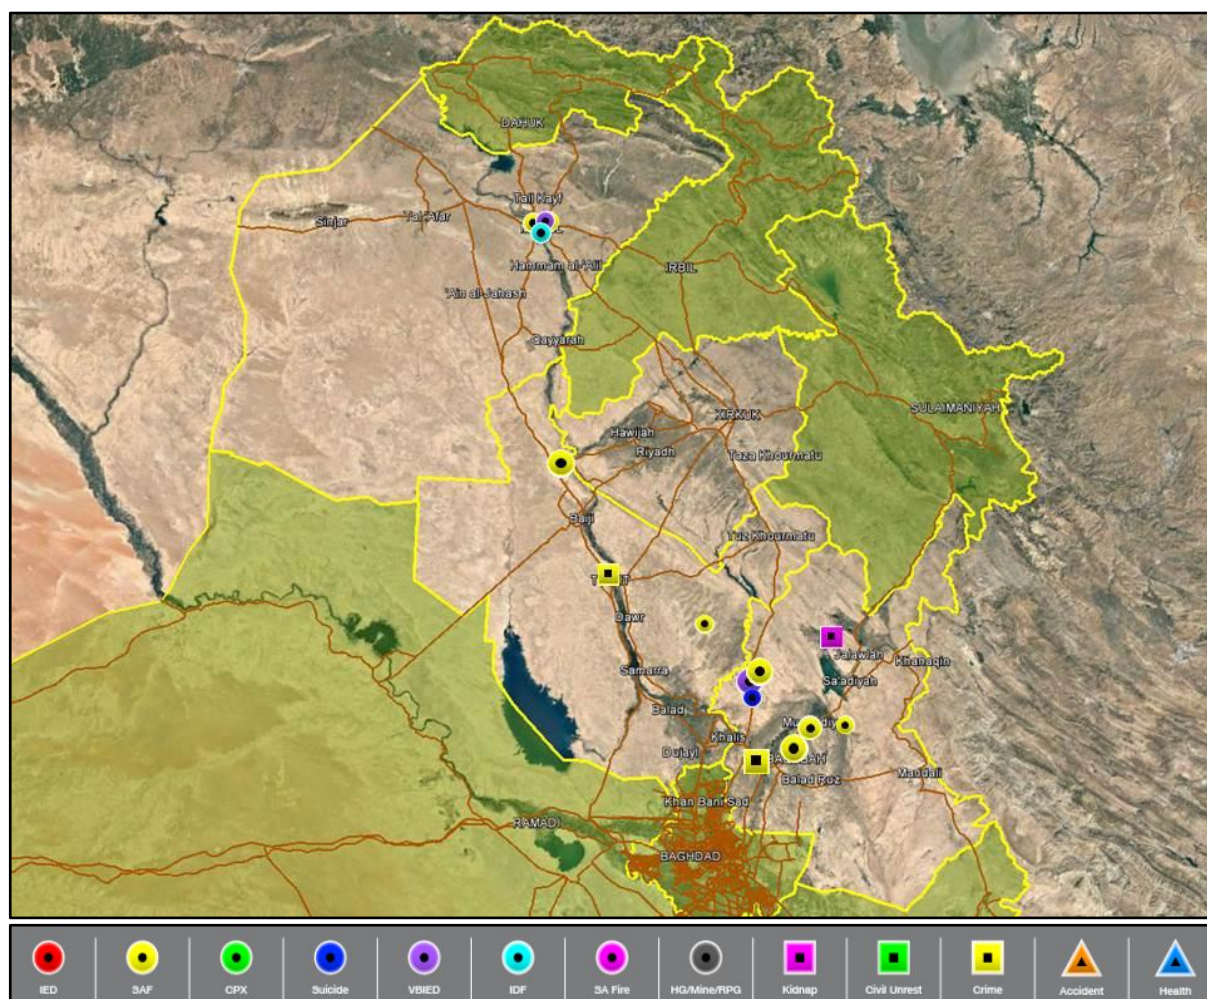 DAHUK
Tall Kayf
Sinjar
Tal-'Afar
Hammam al-'Alil
IRBIL
'Ain al-Jahash
Qayyarah
SULAIMANIYAH
KIRKUK
Hawijah
Riyadh
Taza Khourmatu
Baiji
Tuz Khourmatu
Dawr
Jalawlah
Khanaqin
Samarra
Sa'adiyah
Balad
Khalis
Dujayl
Balad Ruz
Mandali
Khan Bani Sad
RAMADI
BAGHDAD
IED
SAF
CPX
Suicide
VBIED
IDF
SA Fire
HG/Mine/RPG
Kidnap
Civil Unrest
Crime
Accident
Health